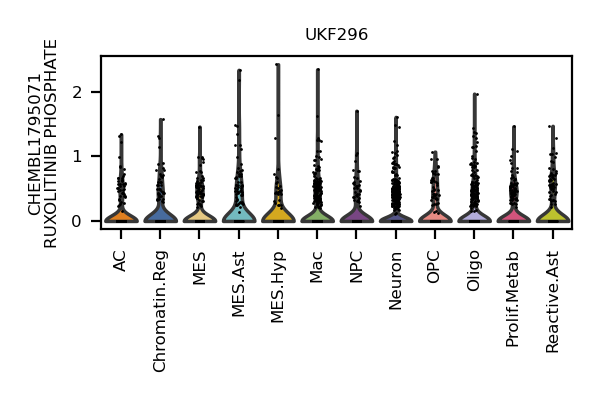 UKF296
CHEMBL1795071
RUXOLITINIB PHOSPHATE
2
1
0
AC
Chromatin.Reg
MES
MES.Ast
MES.Hyp
Mac
NPC
Neuron
OPC
Oligo
Prolif.Metab
Reactive.Ast